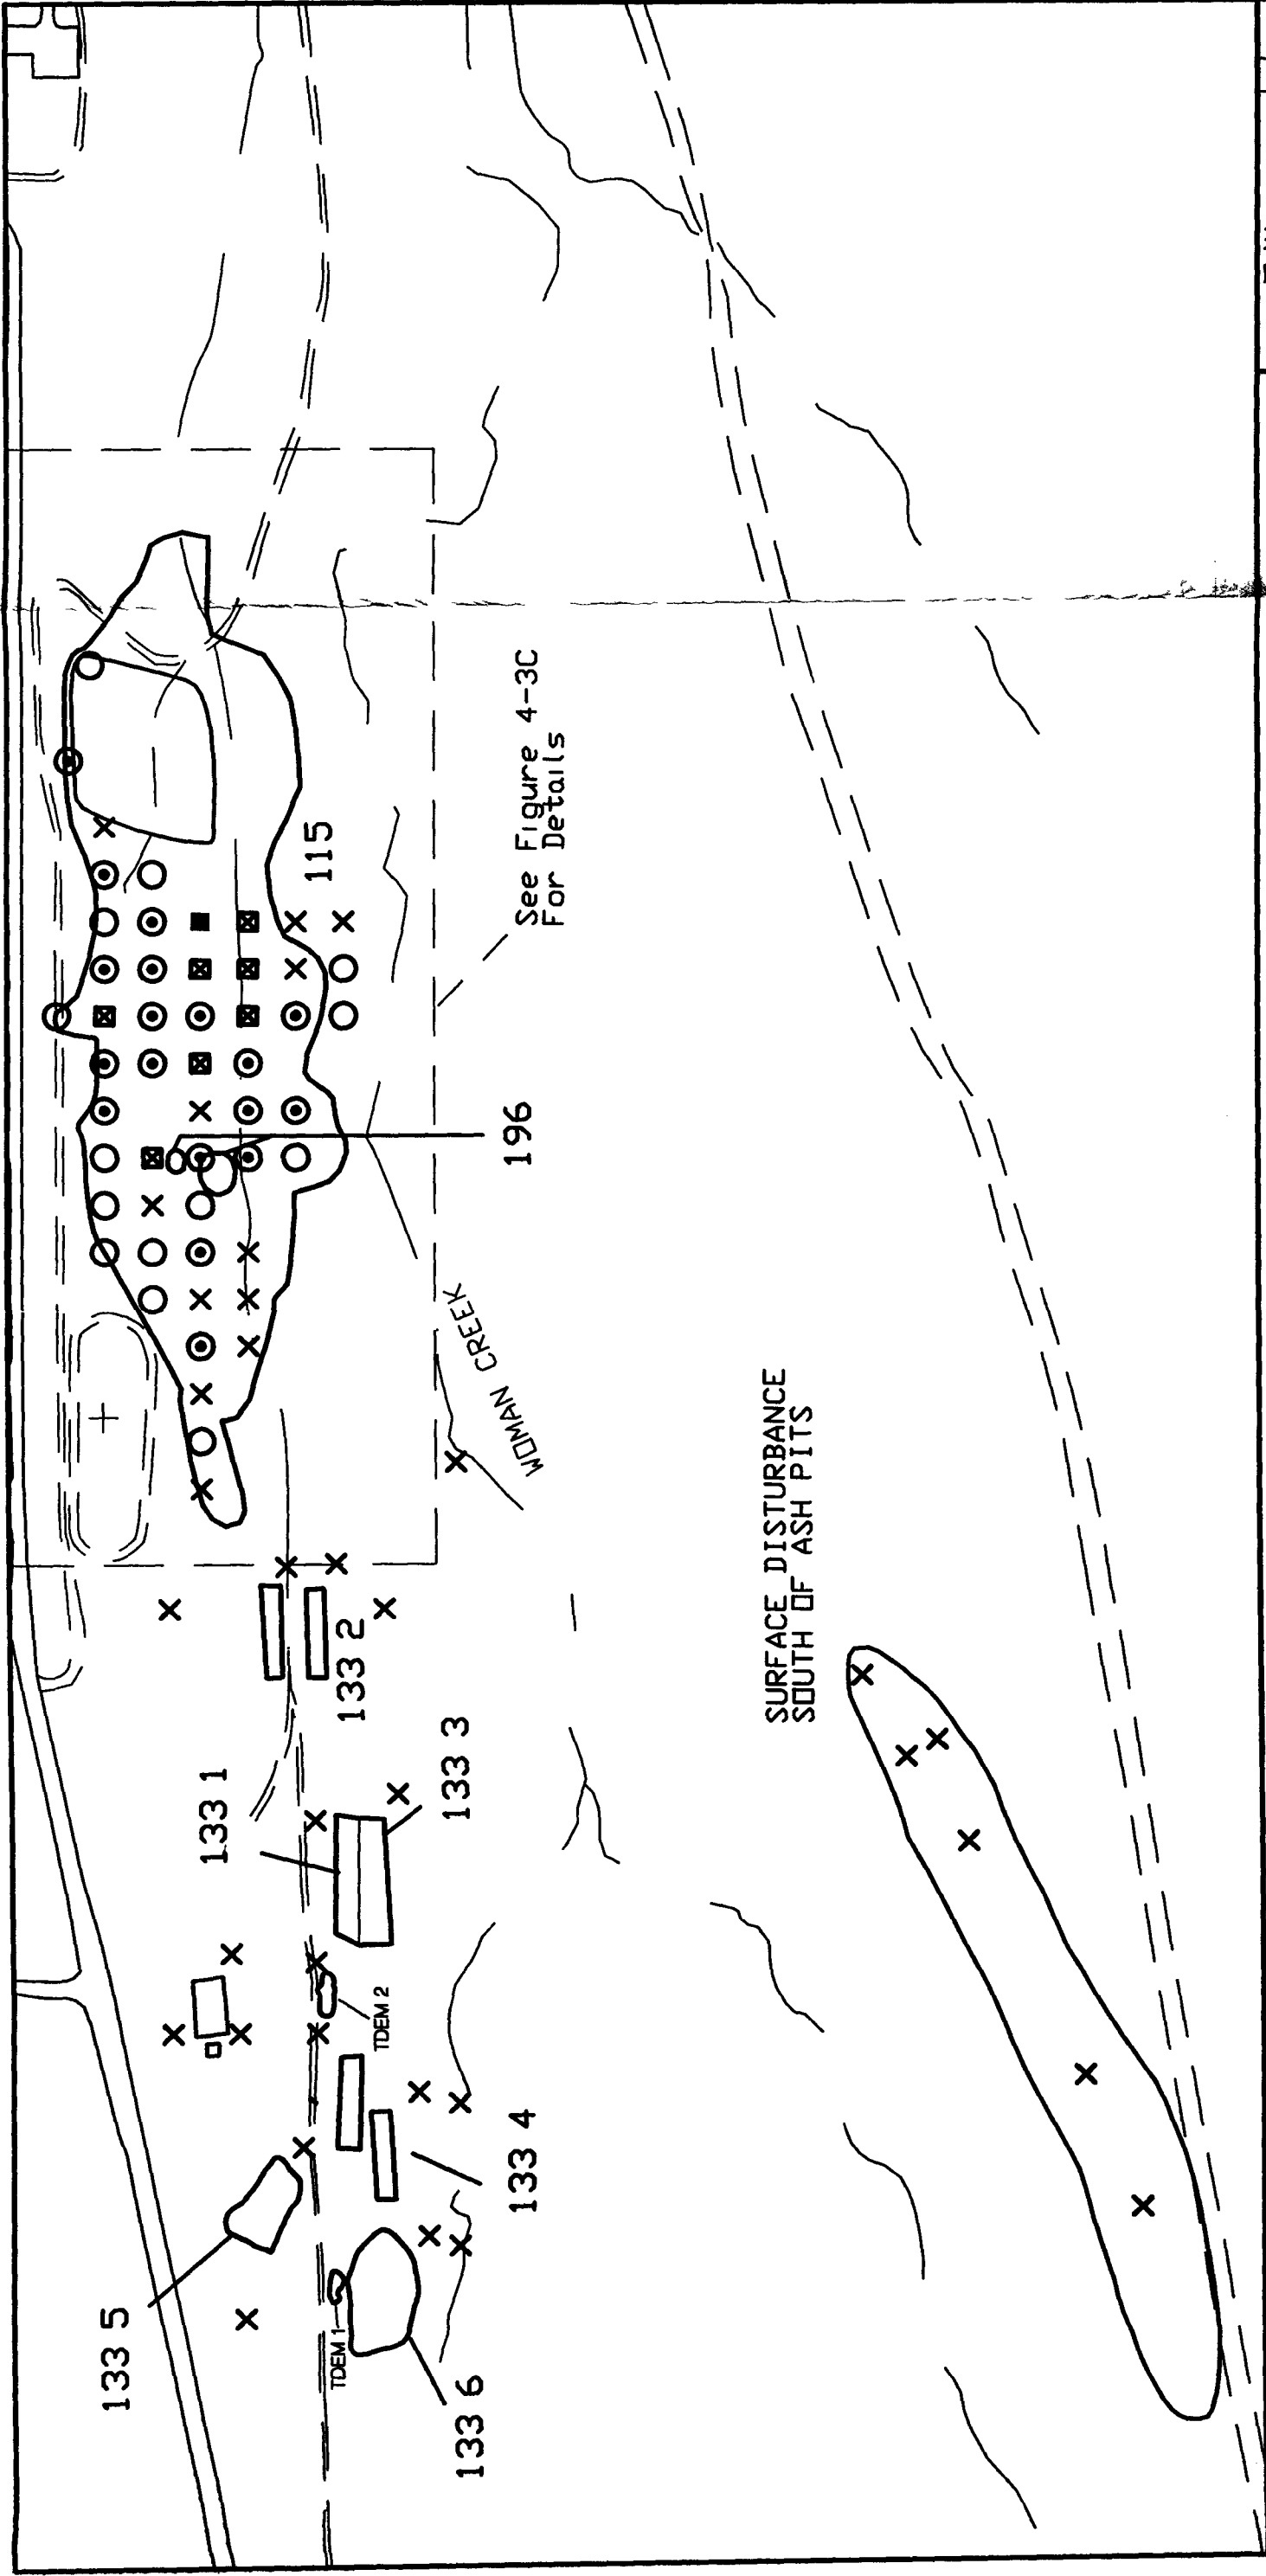 133 5
133 1
133 2
115
TDEM 1
TDEM 2
133 6
133 4
133 3
WOMAN CREEK
196
See Figure 4-3C
For Details
SURFACE DISTURBANCE
SOUTH OF ASH PITS